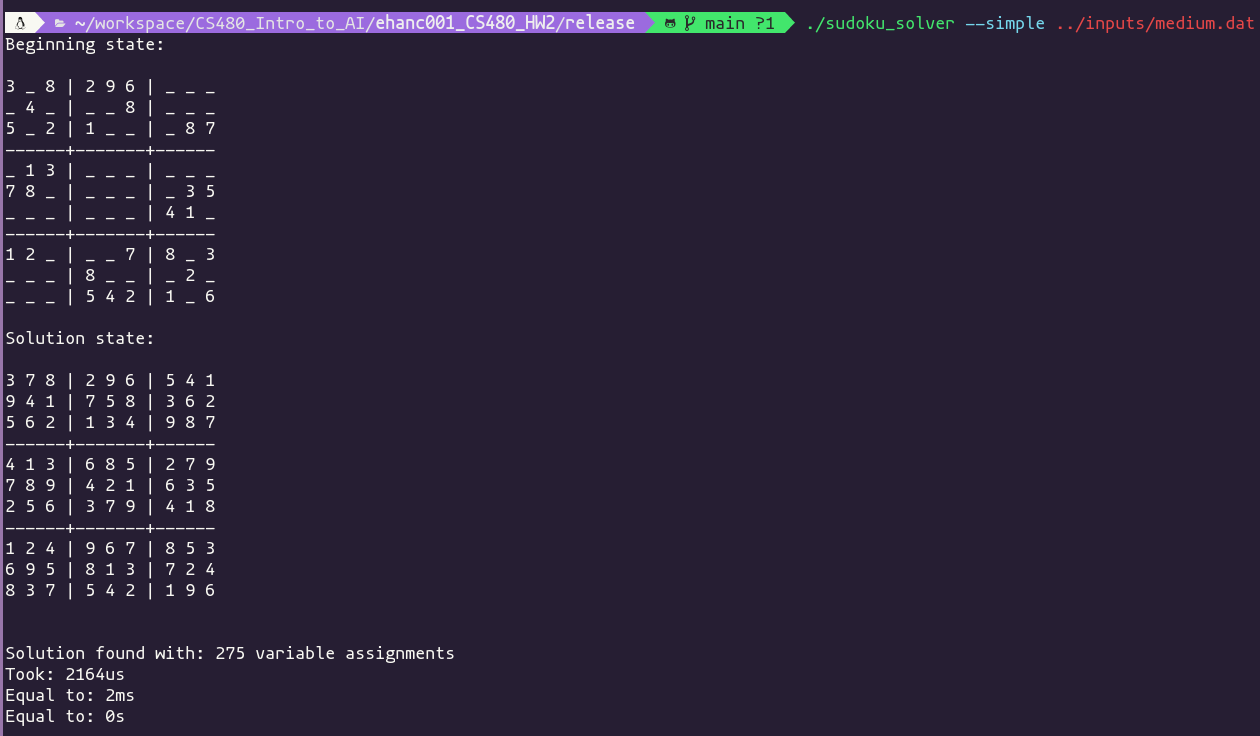 ~/workspace/CS480_Intro_to_AI/ehanc001_CS480_HW2/release main ?1 ./sudoku_solver --simple ../inputs/medium.dat
Beginning state:
3 _ 8 | 2 9 6 | _ _ _
_ 4 _ | _ _ 8 | _ _ _
5 _ 2 | 1 _ _ | _ 8 7
------+-------+------
_ 1 3 | _ _ _ | _ _ _
7 8 _ | _ _ _ | _ 3 5
_ _ _ | _ _ _ | 4 1 _
------+-------+------
1 2 _ | _ _ 7 | 8 _ 3
_ _ _ | 8 _ _ | _ 2 _
_ _ _ | 5 4 2 | 1 _ 6
Solution state:
3 7 8 | 2 9 6 | 5 4 1
9 4 1 | 7 5 8 | 3 6 2
5 6 2 | 1 3 4 | 9 8 7
------+-------+------
4 1 3 | 6 8 5 | 2 7 9
7 8 9 | 4 2 1 | 6 3 5
2 5 6 | 3 7 9 | 4 1 8
------+-------+------
1 2 4 | 9 6 7 | 8 5 3
6 9 5 | 8 1 3 | 7 2 4
8 3 7 | 5 4 2 | 1 9 6
Solution found with: 275 variable assignments
Took: 2164us
Equal to: 2ms
Equal to: 0s